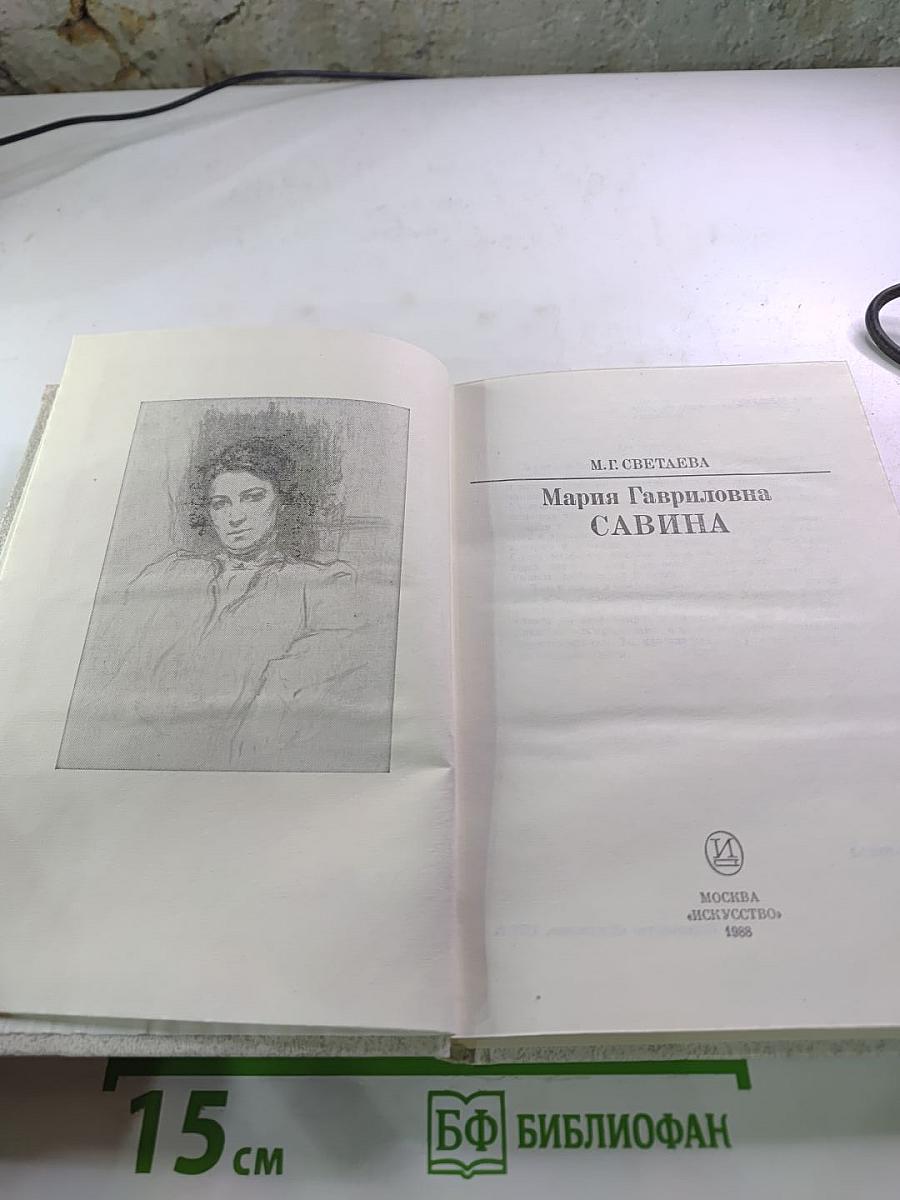 М. Г. СВЕТАЕВА
Мария Гавриловна
САВИНА
И
МОСКВА
«ИСКУССТВО»
1988
15 см
БФ БИБЛИОФАН